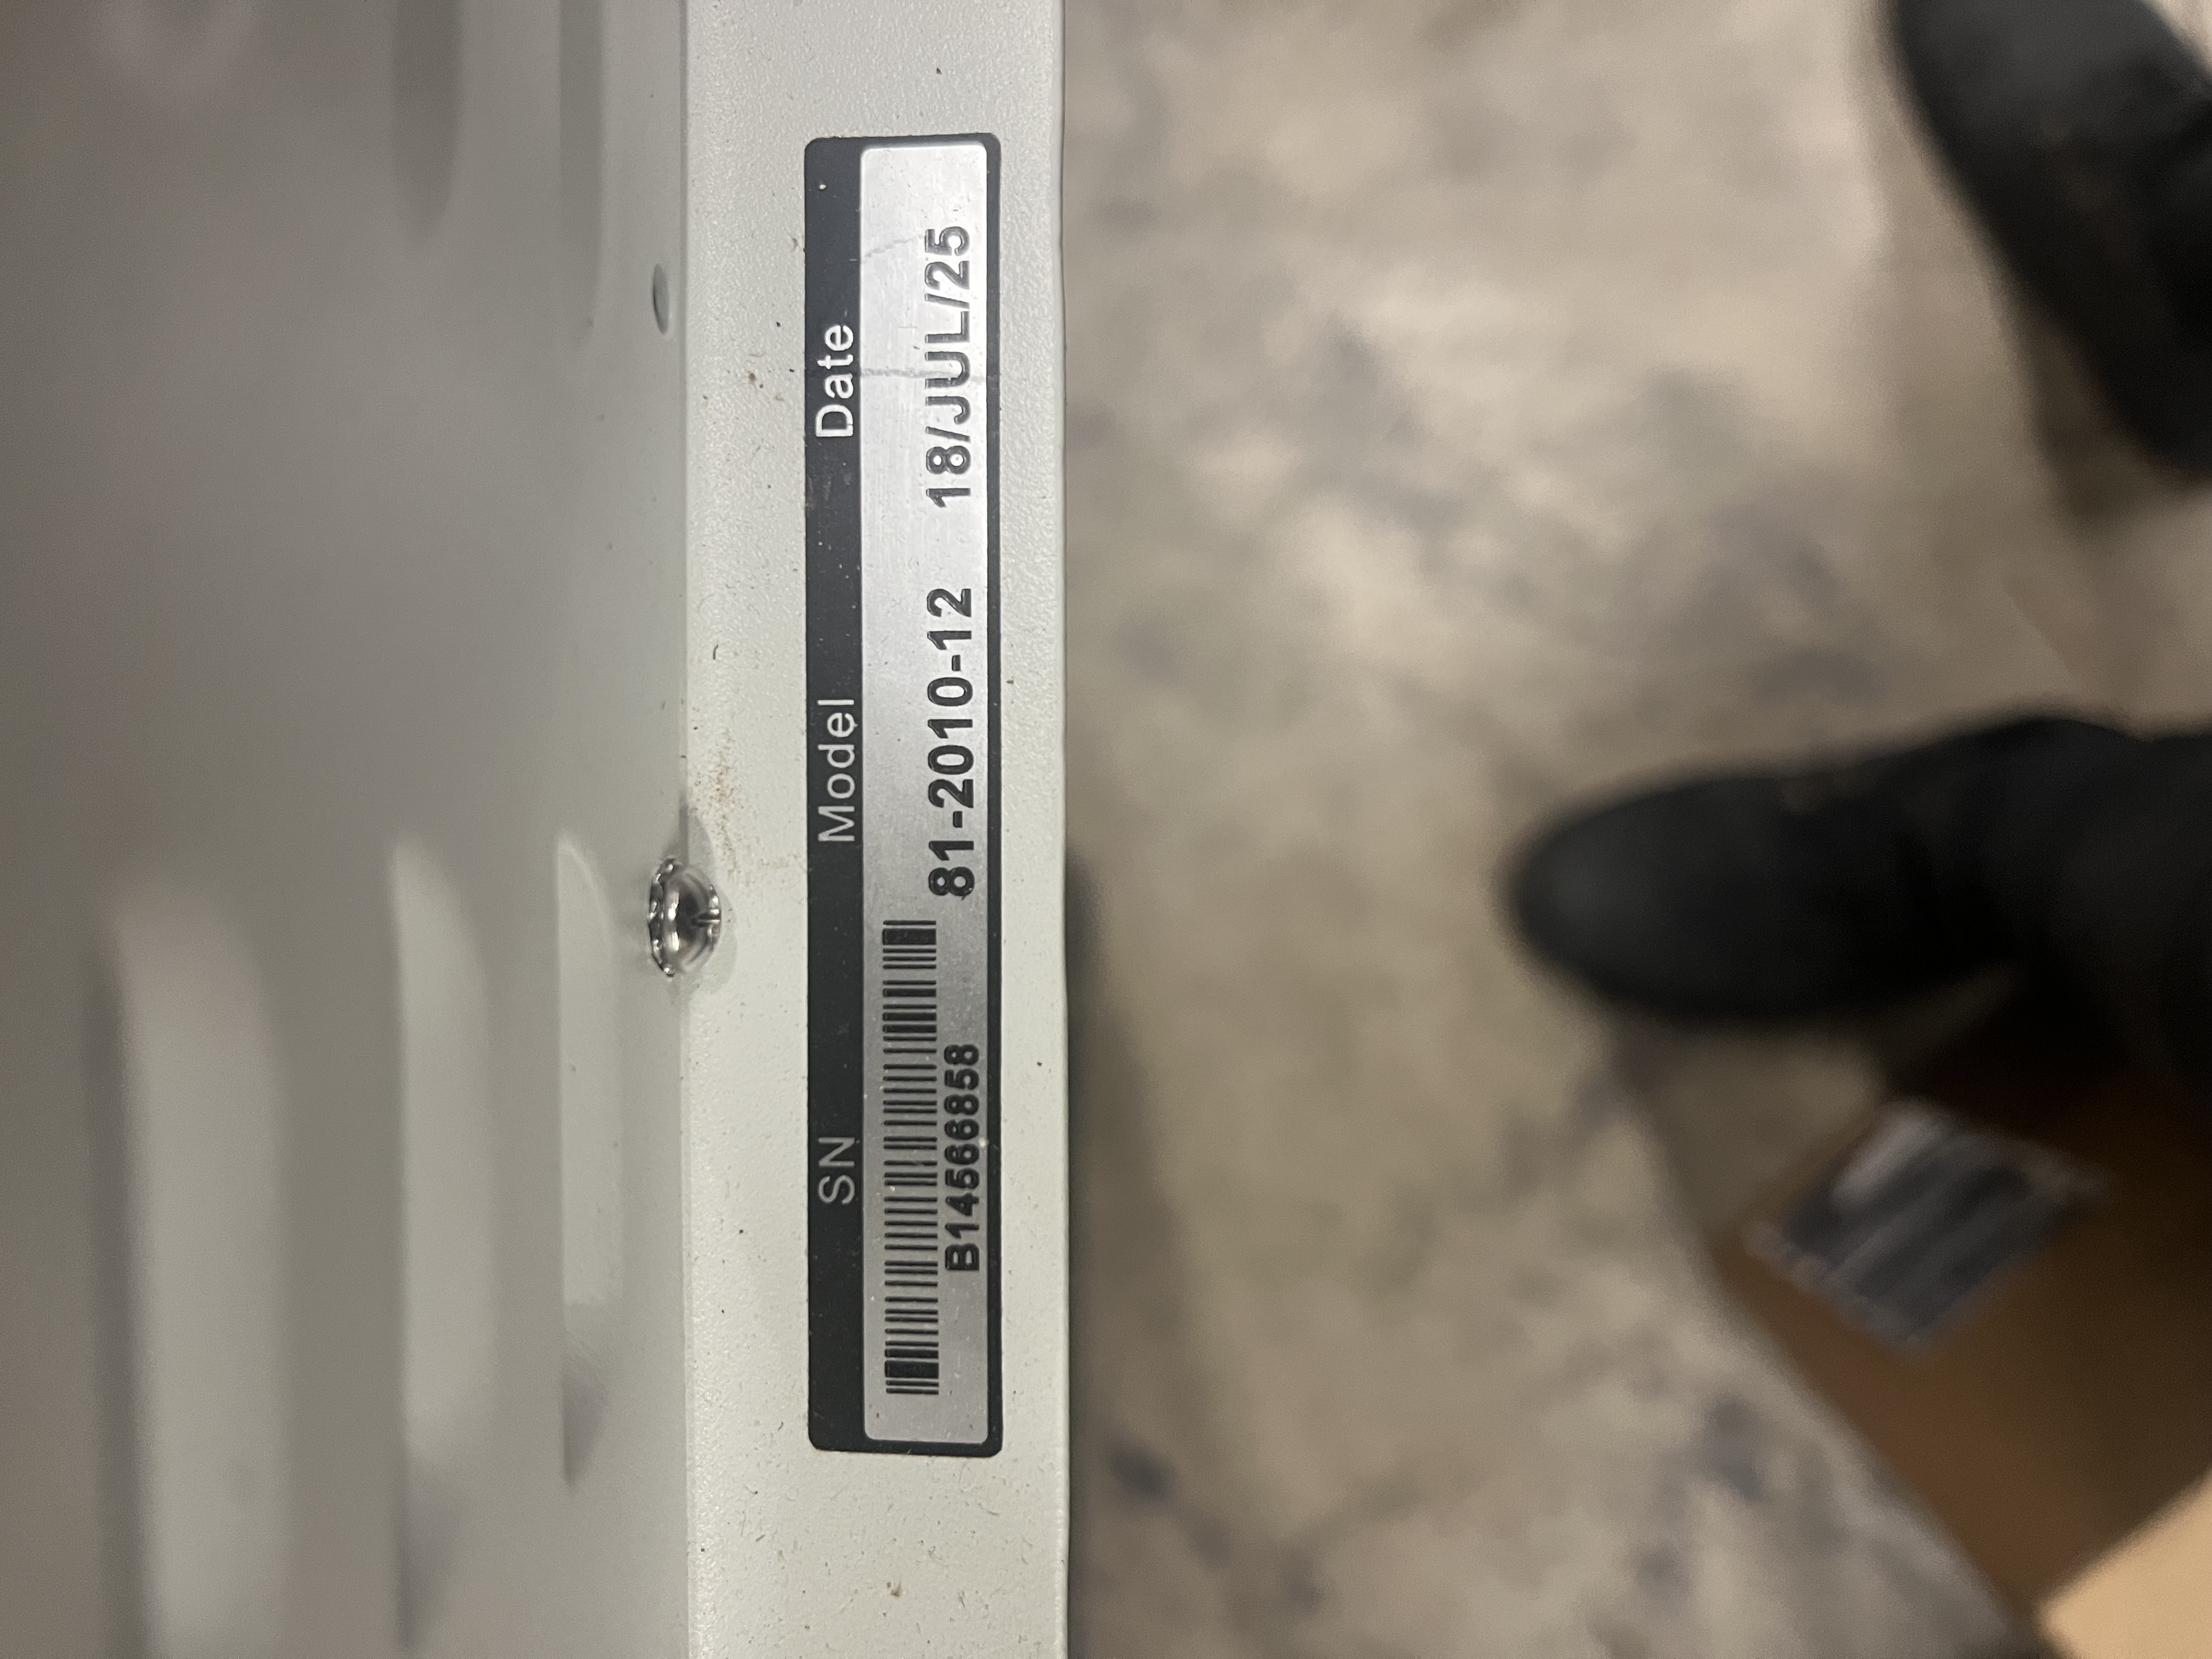 SN Model Date
81-2010-12 18/JUL/25
B14566858